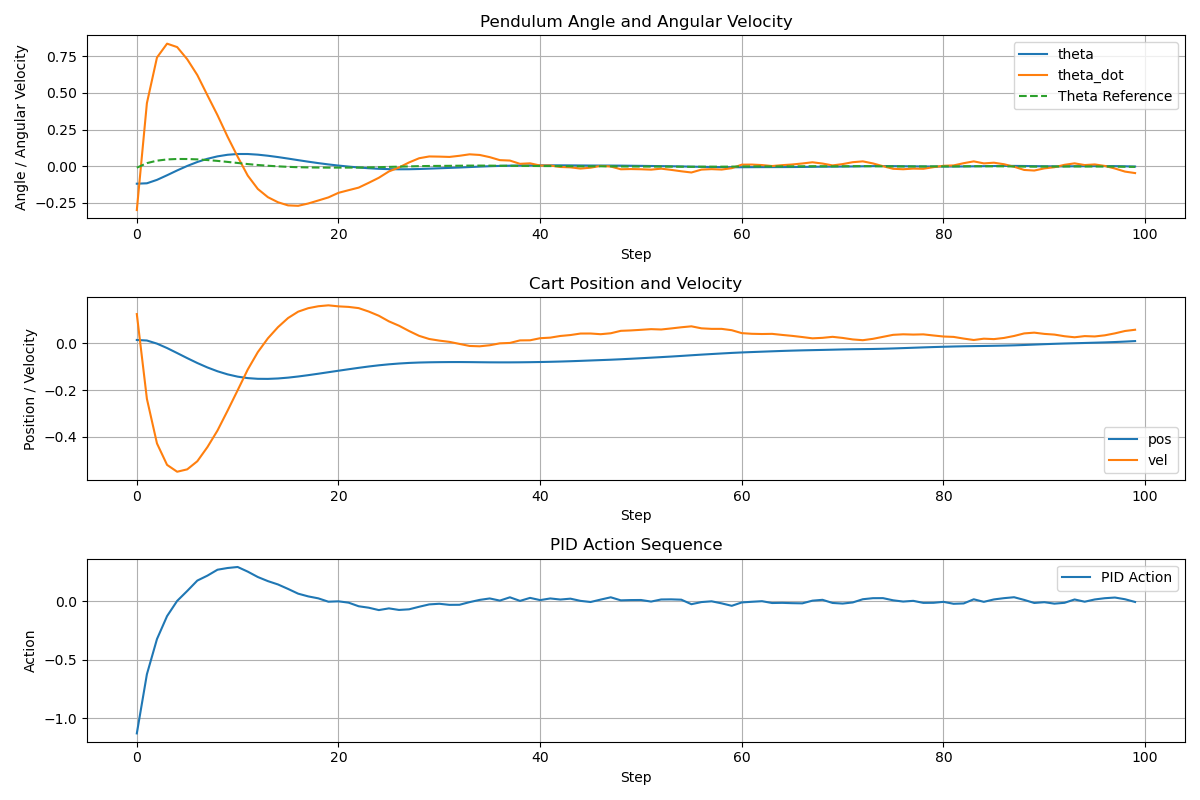 Pendulum Angle and Angular Velocity
Angle / Angular Velocity
0.75
0.50
0.25
0.00
−0.25
theta
theta_dot
Theta Reference
0 20 40 60 80 100
Step
Cart Position and Velocity
Position / Velocity
0.0
−0.2
−0.4
pos
vel
0 20 40 60 80 100
Step
PID Action Sequence
Action
0.0
−0.5
−1.0
PID Action
0 20 40 60 80 100
Step